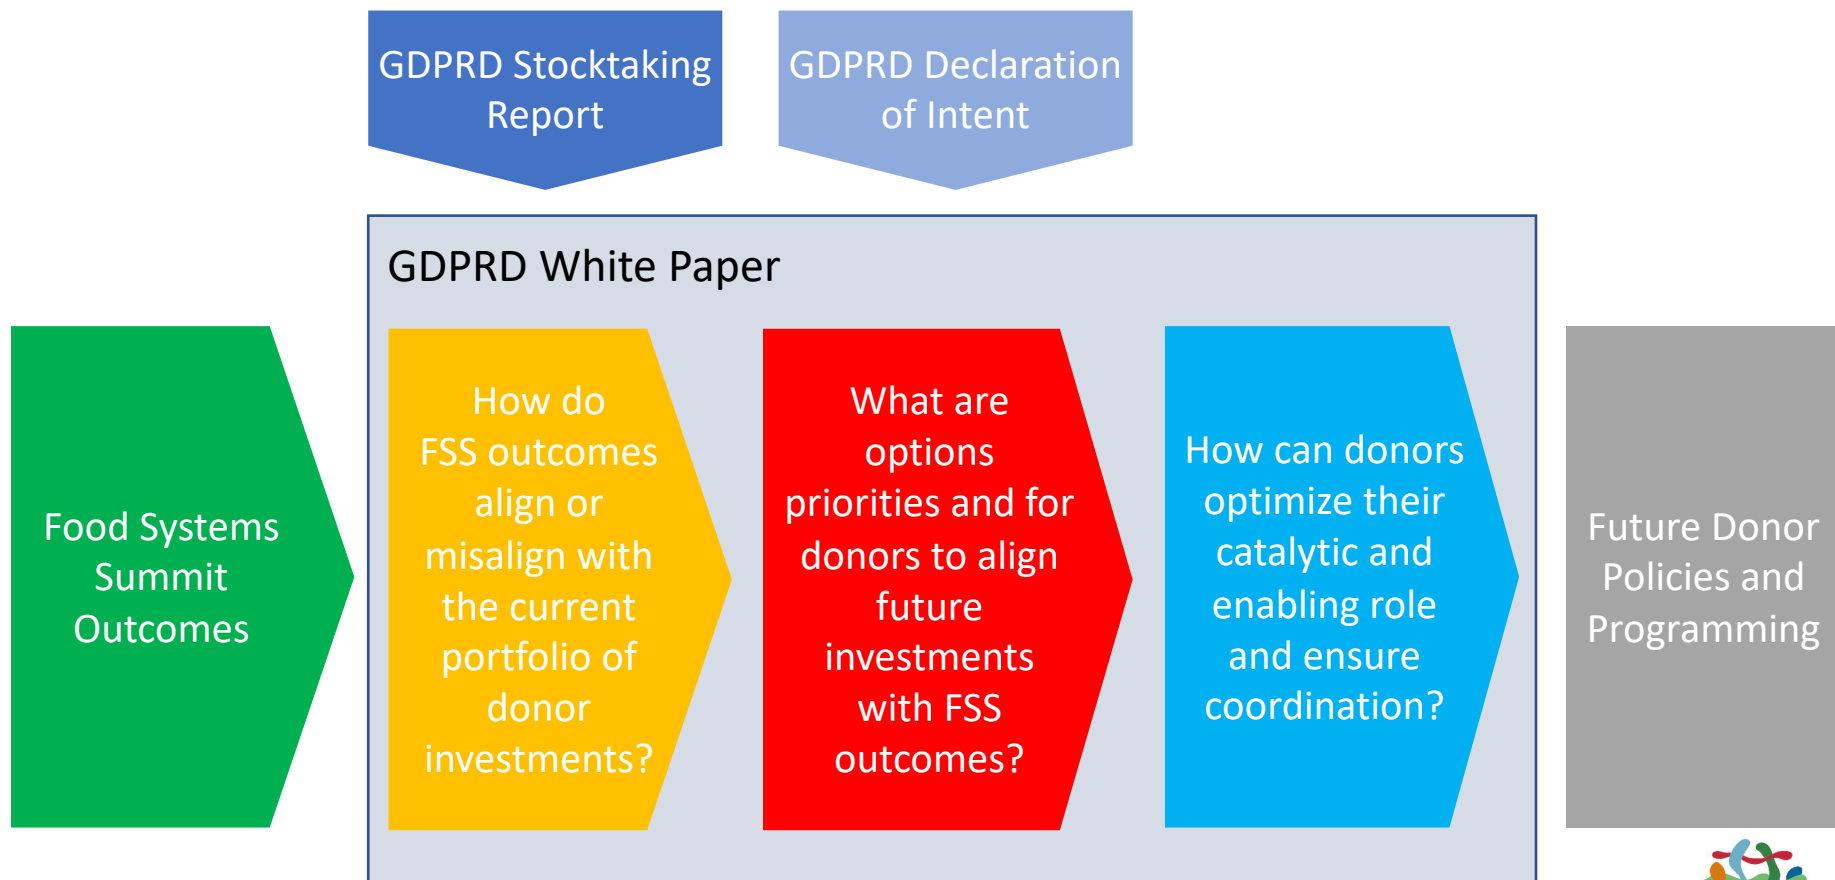 GDPRD Stocktaking
Report
GDPRD Declaration
of Intent
GDPRD White Paper
Food Systems
Summit
Outcomes
How do
FSS outcomes
align or
misalign with
the current
portfolio of
donor
investments?
What are
options
priorities and for
donors to align
future
investments
with FSS
outcomes?
How can donors
optimize their
catalytic and
enabling role
and ensure
coordination?
Future Donor
Policies and
Programming